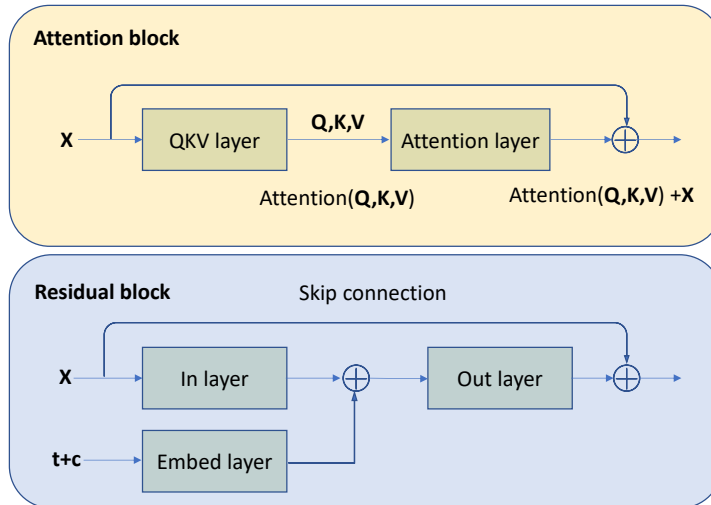 Attention block
X
QKV layer
Q,K,V
Attention layer
Attention(Q,K,V)
Attention(Q,K,V) +X
Residual block
Skip connection
X
In layer
Out layer
t+c
Embed layer